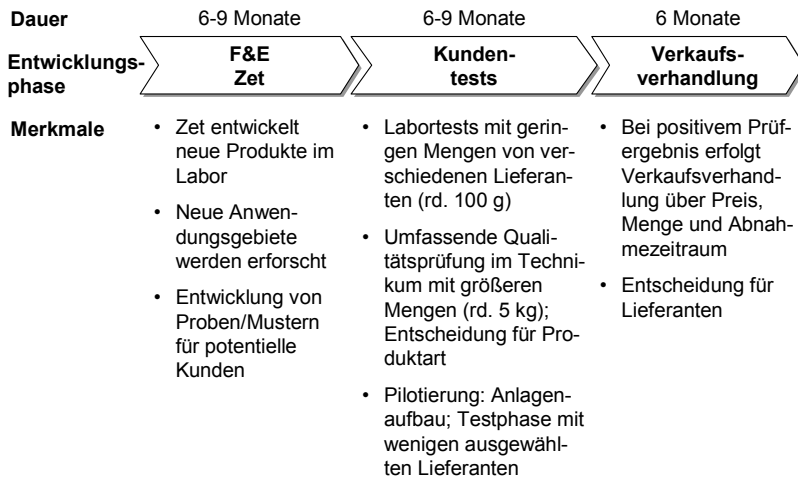 Dauer
6-9 Monate
6-9 Monate
6 Monate
Entwicklungs-
phase
F&E
Zet
Kunden-
tests
Verkaufs-
verhandlung
Merkmale
• Zet entwickelt
neue Produkte im
Labor
• Neue Anwen-
dungsgebiete
werden erforscht
• Entwicklung von
Proben/Mustern
für potentielle
Kunden
• Labortests mit gerin-
gen Mengen von ver-
schiedenen Lieferan-
ten (rd. 100 g)
• Umfassende Quali-
tätsprüfung im Techni-
kum mit größeren
Mengen (rd. 5 kg);
Entscheidung für Pro-
duktart
• Pilotierung: Anlagen-
aufbau; Testphase mit
wenigen ausgewähl-
ten Lieferanten
• Bei positivem Prüf-
ergebnis erfolgt
Verkaufsverhand-
lung über Preis,
Menge und Abnah-
mezeitraum
• Entscheidung für
Lieferanten